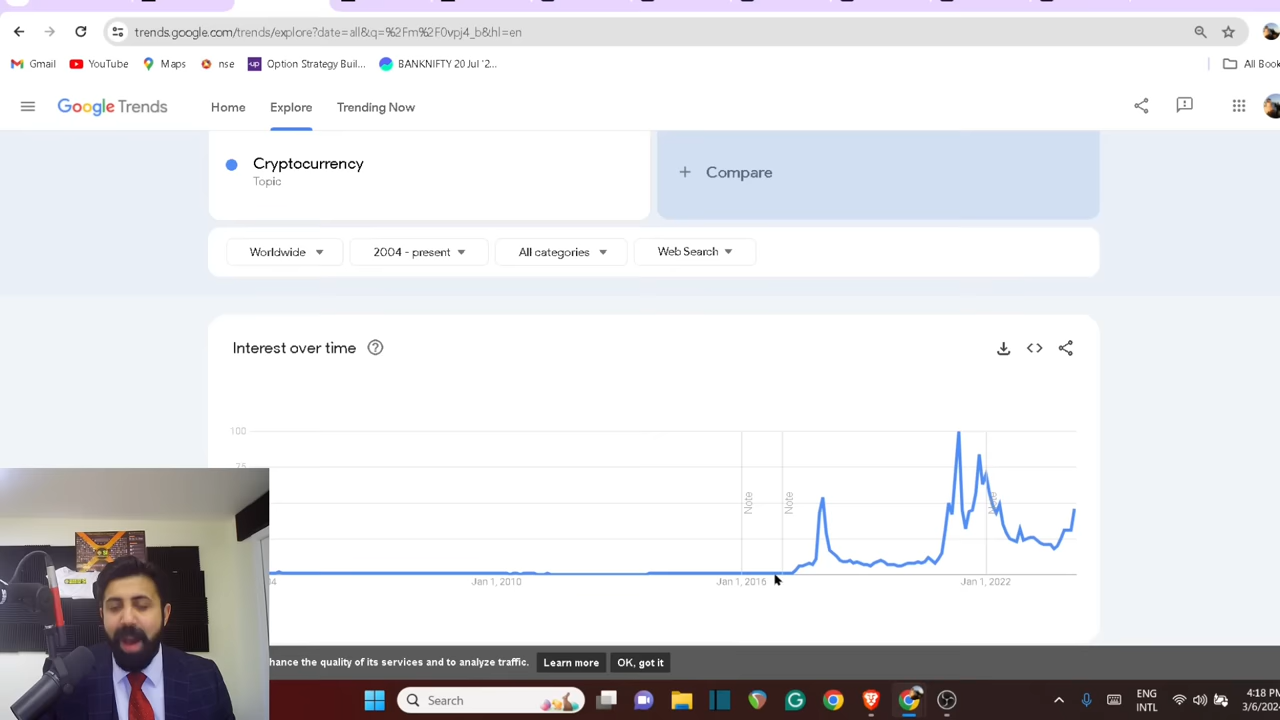 trends.google.com/trends/explore?date=all&q=%2Fm%2F0vpj4_b&hl=en
Gmail YouTube Maps nse Option Strategy Buil... BANKNIFTY 20 Jul '2... All Book
Google Trends Home Explore Trending Now
Cryptocurrency
Topic
+ Compare
Worldwide 2004 - present All categories Web Search
Interest over time
100
Note Note Note
Jan 1, 2010 Jan 1, 2016 Jan 1, 2022
hance the quality of its services and to analyze traffic. Learn more OK, got it
Search
ENG
INTL
4:18 PM